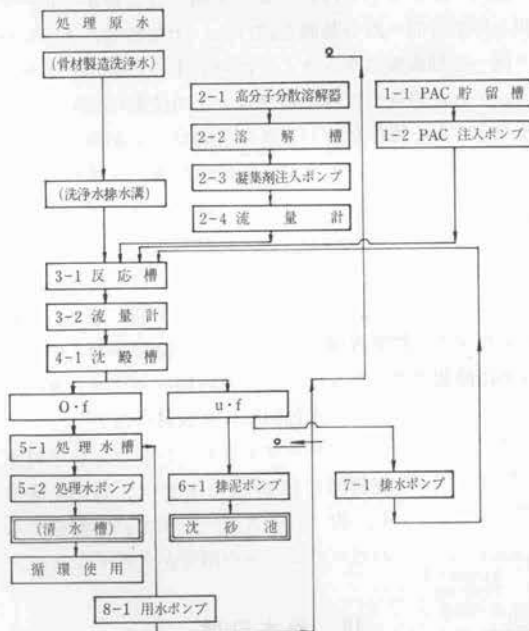 処理原水
(骨材製造洗浄水)
(洗浄水排水溝)
2-1 高分子分散溶解器
2-2 溶解槽
2-3 凝集剤注入ポンプ
2-4 流量計
1-1 PAC 貯留槽
1-2 PAC 注入ポンプ
3-1 反応槽
3-2 流量計
4-1 沈殿槽
O・f
u・f
5-1 処理水槽
5-2 処理水ポンプ
(清水槽)
循環使用
6-1 排泥ポンプ
沈砂池
7-1 排水ポンプ
8-1 用水ポンプ